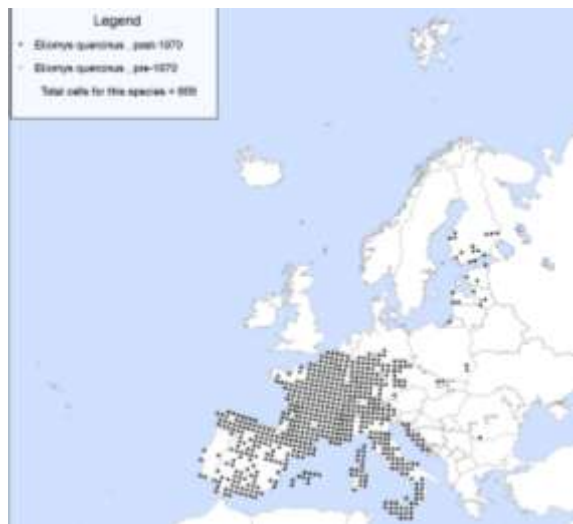 Legend
Eliomys quercinus , post-1970
Eliomys quercinus , pre-1970
Total cells for this species =